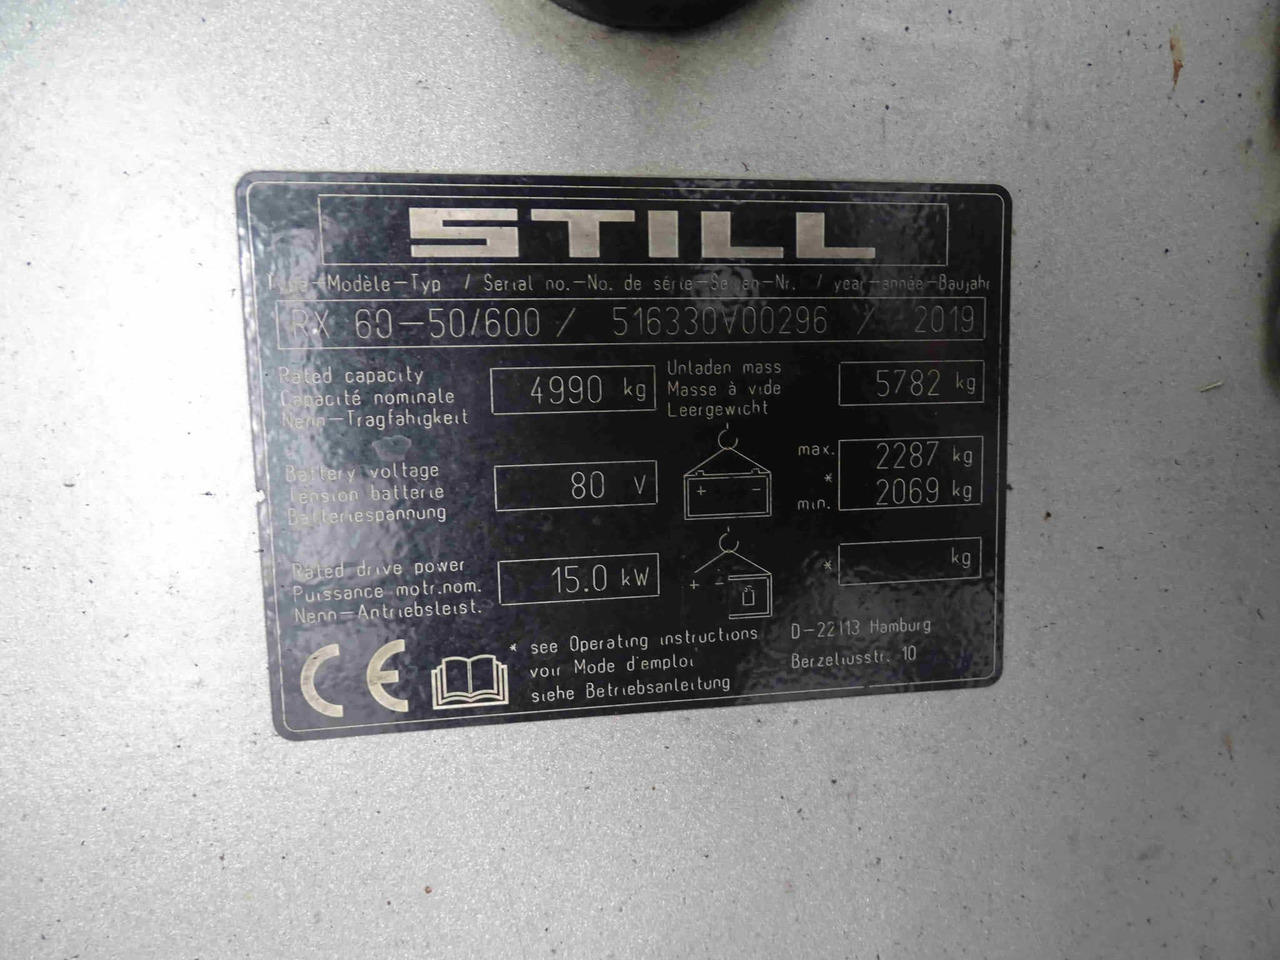 STILL
Type-Modèle-Typ / Serial no.-No. de série-Serien-Nr. / year-année-Baujahr
RX 60-50/600 / 516330V00296 / 2019
Rated capacity
Capacité nominale
Nenn-Tragfähigkeit
4990 kg
Unladen mass
Masse à vide
Leergewicht
5782 kg
Battery voltage
Tension batterie
Batteriespannung
80 V
+ -
max.
*
min.
2287 kg
2069 kg
Rated drive power
Puissance motr.nom.
Nenn-Antriebsleist.
15.0 kW
+ -
* kg
CE
* see Operating instructions
voir Mode d'emploi
siehe Betriebsanleitung
D-22113 Hamburg
Berzeliusstr. 10